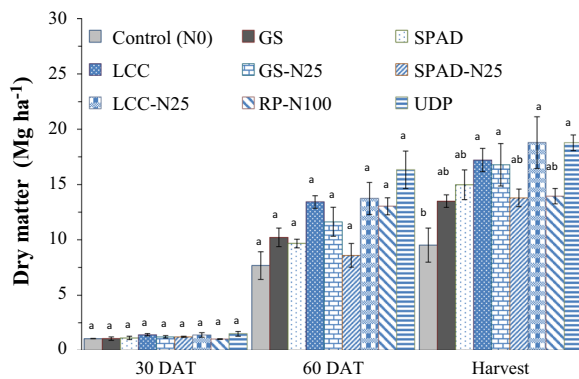 30
25
20
15
10
5
0
Dry matter (Mg ha-1)
Control (N0) GS SPAD
LCC GS-N25 SPAD-N25
LCC-N25 RP-N100 UDP
a a a a a a a a a
a a a a a a a a a
b ab ab a a ab a ab a
30 DAT 60 DAT Harvest